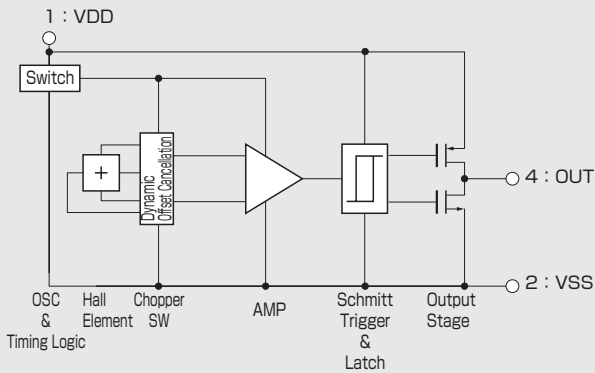 1 : VDD
Switch
+
Dynamic
Offset Cancellation
4 : OUT
2 : VSS
OSC
&
Timing Logic
Hall
Element
Chopper
SW
AMP
Schmitt
Trigger
&
Latch
Output
Stage